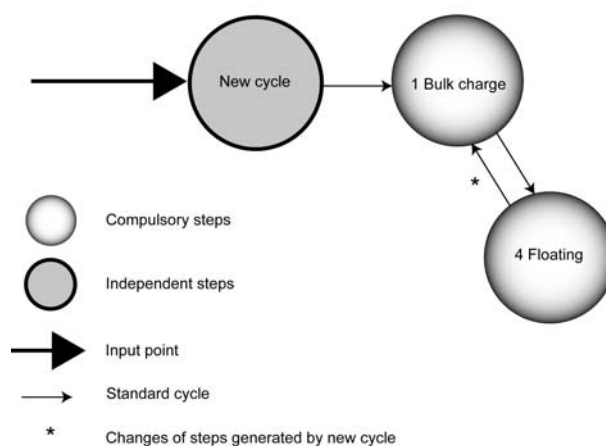 New cycle
1 Bulk charge
*
4 Floating
Compulsory steps
Independent steps
Input point
Standard cycle
* Changes of steps generated by new cycle